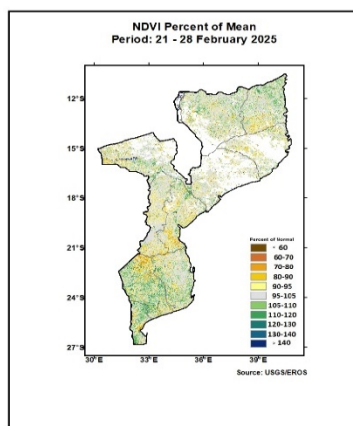 NDVI Percent of Mean
Period: 21 - 28 February 2025
12°S
15°S
18°S
21°S
24°S
27°S
30°E
33°E
36°E
39°E
Percent of Normal
- 60
60-70
70-80
80-90
90-95
95-105
105-110
110-120
120-130
130-140
- 140
Source: USGS/EROS